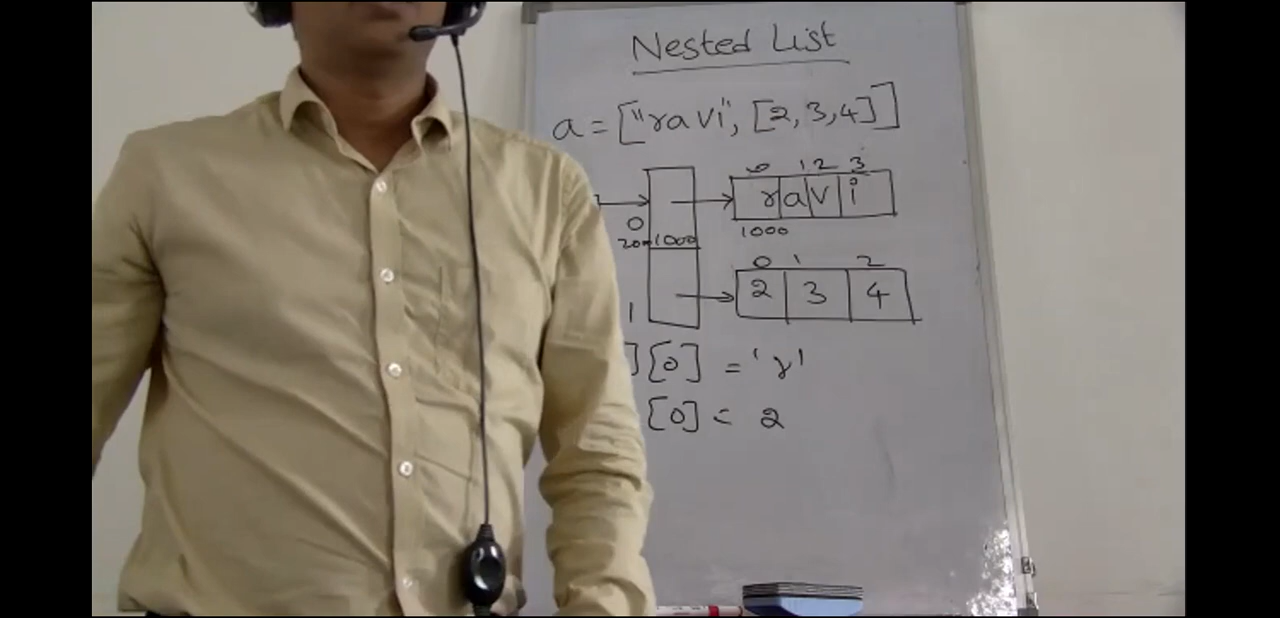 Nested List
a = ["ravi", [2,3,4]]
0 1 2 3
r a v i
0
1000
1000
0 1 2
2 3 4
1
][0] = 'r'
[0] = 2